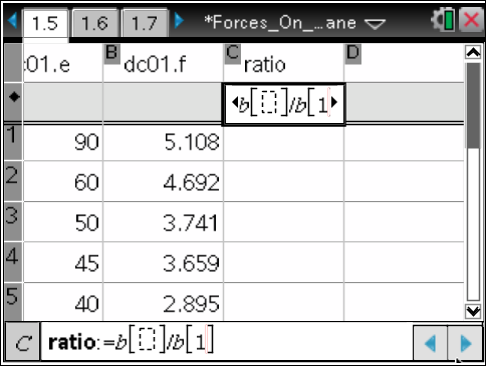 1.5 1.6 1.7 *Forces_On_...ane
:01.e B dc01.f C ratio D
b[]/b[1
1 90 5.108
2 60 4.692
3 50 3.741
4 45 3.659
5 40 2.895
C ratio:=b[]/b[1]